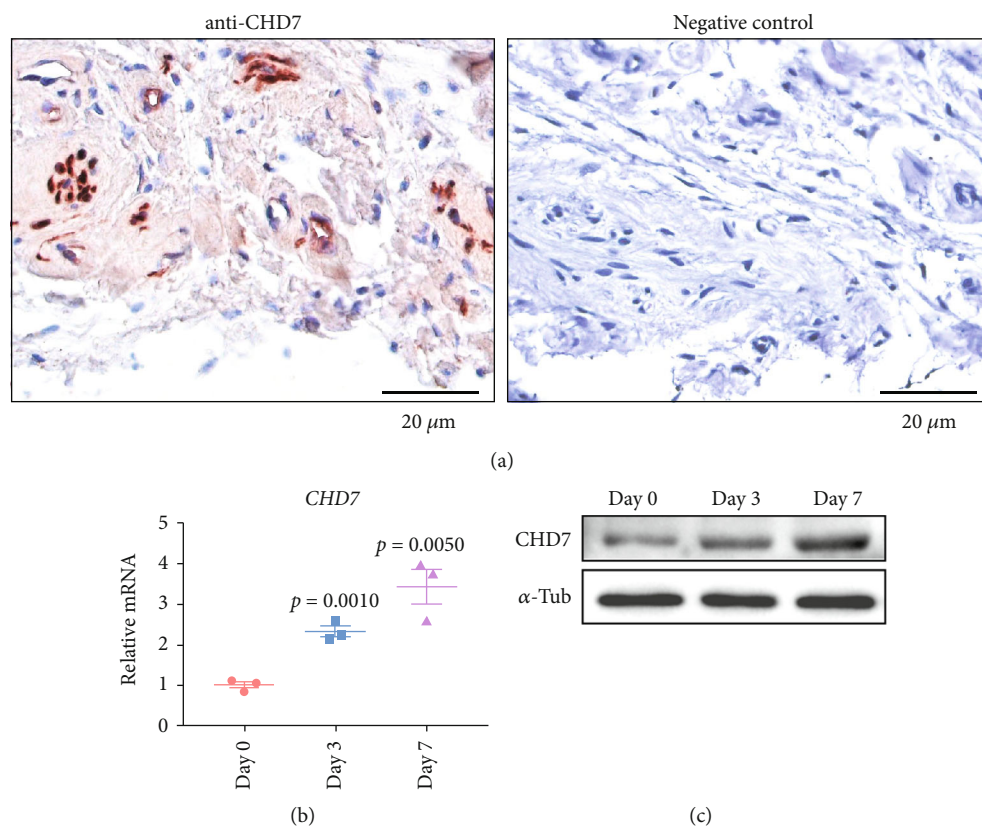 anti-CHD7
Negative control
20 μm
20 μm
(a)
CHD7
Relative mRNA
5
4
3
2
1
0
p = 0.0010
p = 0.0050
Day 0
Day 3
Day 7
(b)
Day 0 Day 3 Day 7
CHD7
α-Tub
(c)